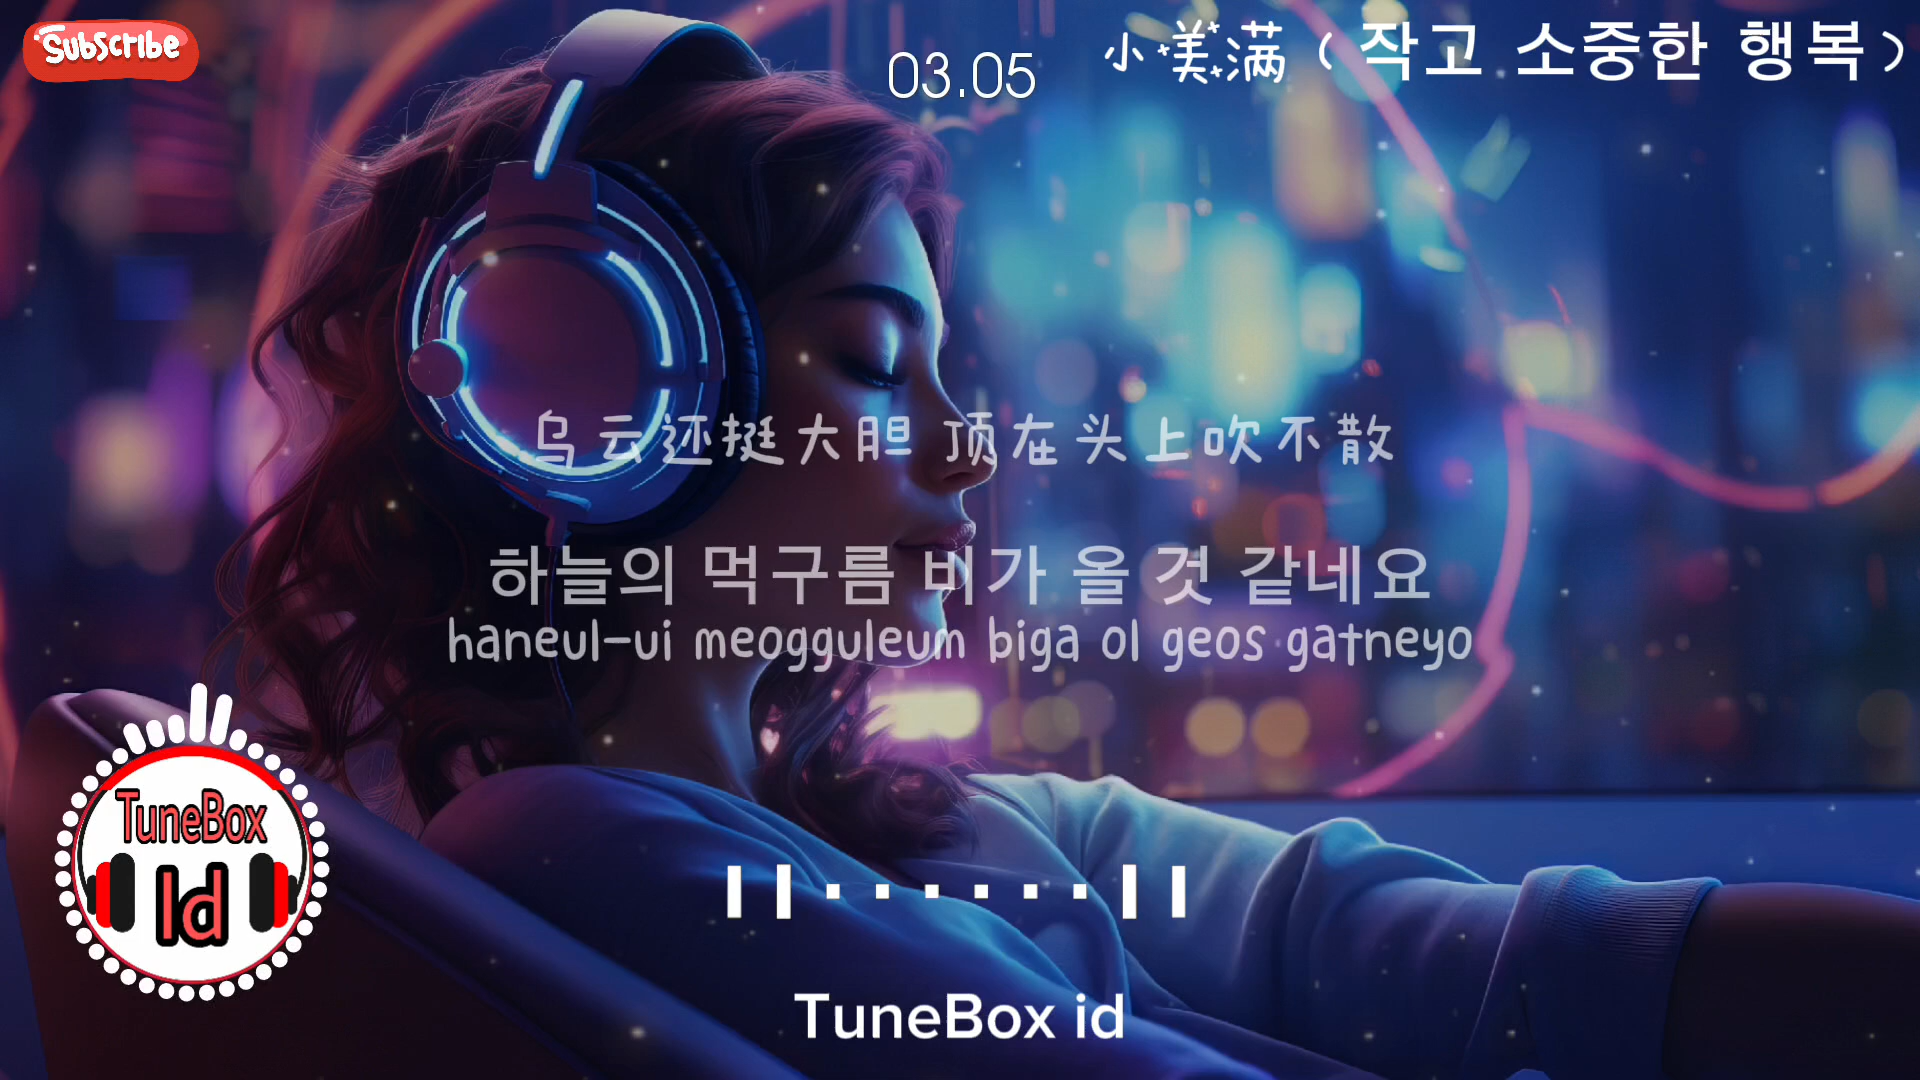 Subscribe
03.05
小美满 (작고 소중한 행복)
乌云还挺大胆 顶在头上吹不散
하늘의 먹구름 비가 올 것 같네요
haneul-ui meogguleum biga ol geos gatneyo
TuneBox
Id
TuneBox id